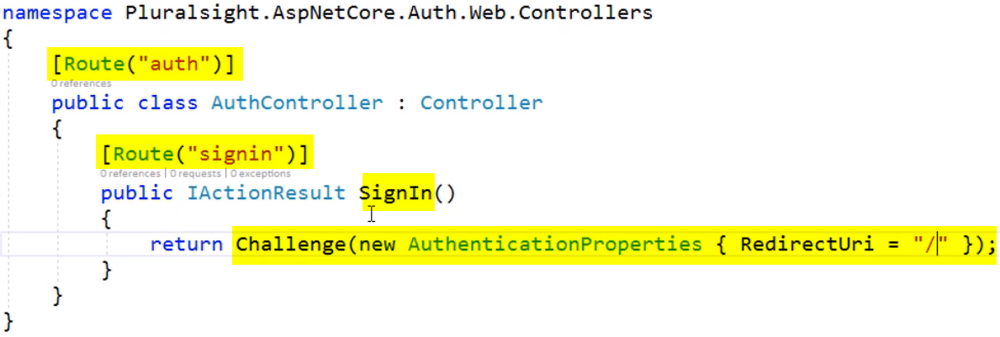 namespace Pluralsight.AspNetCore.Auth.Web.Controllers
{
[Route("auth")]
0 references
public class AuthController : Controller
{
[Route("signin")]
0 references | 0 requests | 0 exceptions
public IActionResult SignIn()
{
return Challenge(new AuthenticationProperties { RedirectUri = "/" });
}
}
}